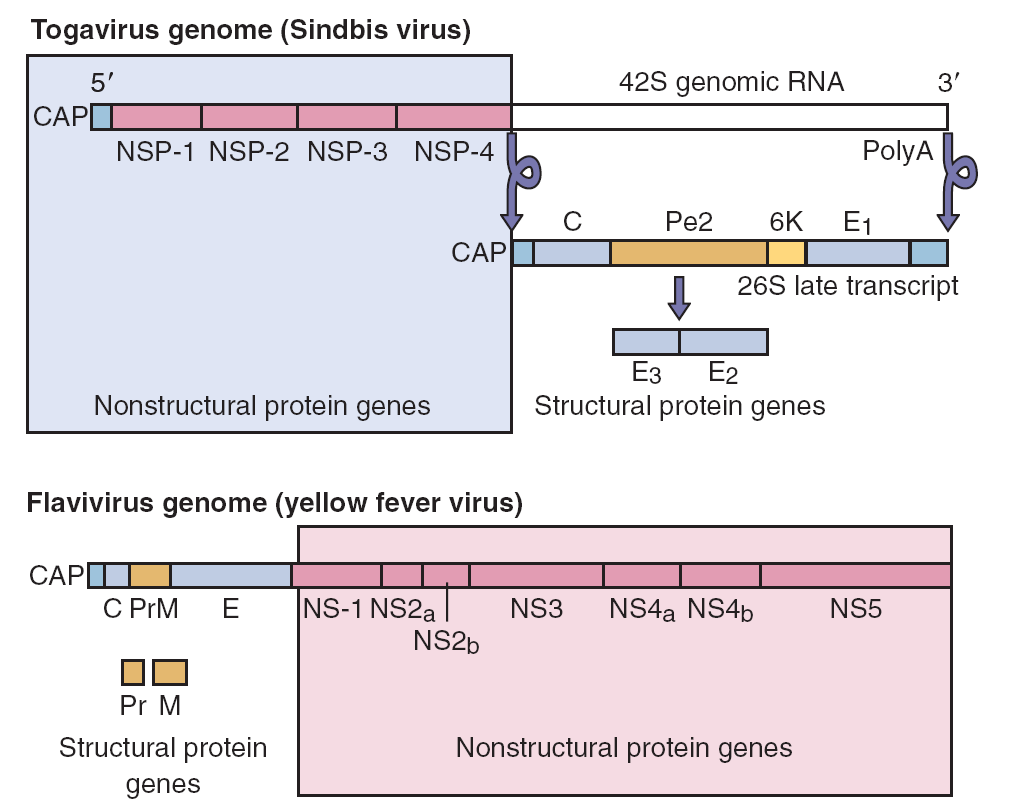 Togavirus genome (Sindbis virus)
5′ 42S genomic RNA 3′
CAP
NSP-1 NSP-2 NSP-3 NSP-4 PolyA
C Pe2 6K E1
CAP
26S late transcript
E3 E2
Nonstructural protein genes Structural protein genes
Flavivirus genome (yellow fever virus)
CAP
C PrM E NS-1 NS2a NS3 NS4a NS4b NS5
NS2b
Pr M
Structural protein
genes
Nonstructural protein genes